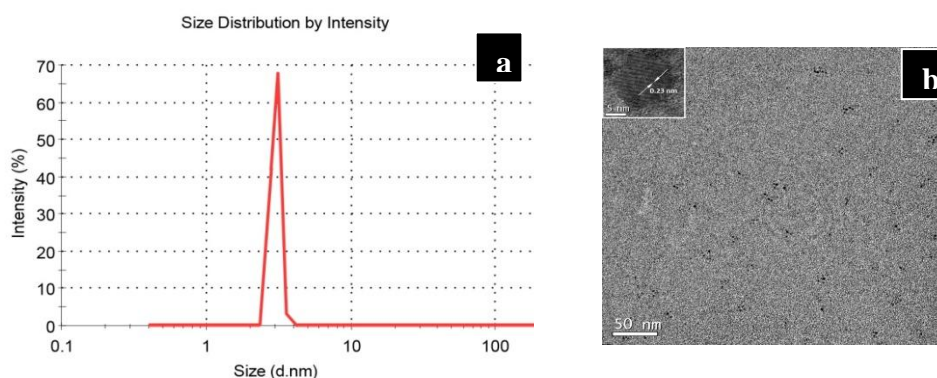 Size Distribution by Intensity
a
70
60
50
40
30
20
10
0
Intensity (%)
0.1 1 10 100
Size (d.nm)
b
0.23 nm
5 nm
50 nm